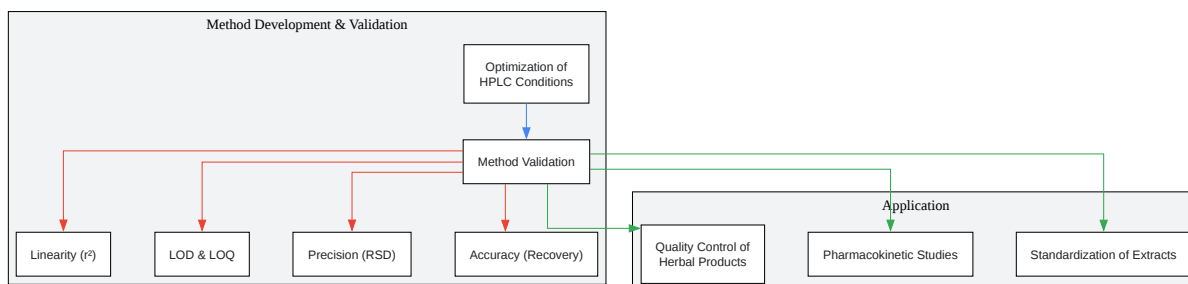 Method Development & Validation
Optimization of
HPLC Conditions
Method Validation
Application
Linearity (r²)
LOD & LOQ
Precision (RSD)
Accuracy (Recovery)
Quality Control of
Herbal Products
Pharmacokinetic Studies
Standardization of Extracts